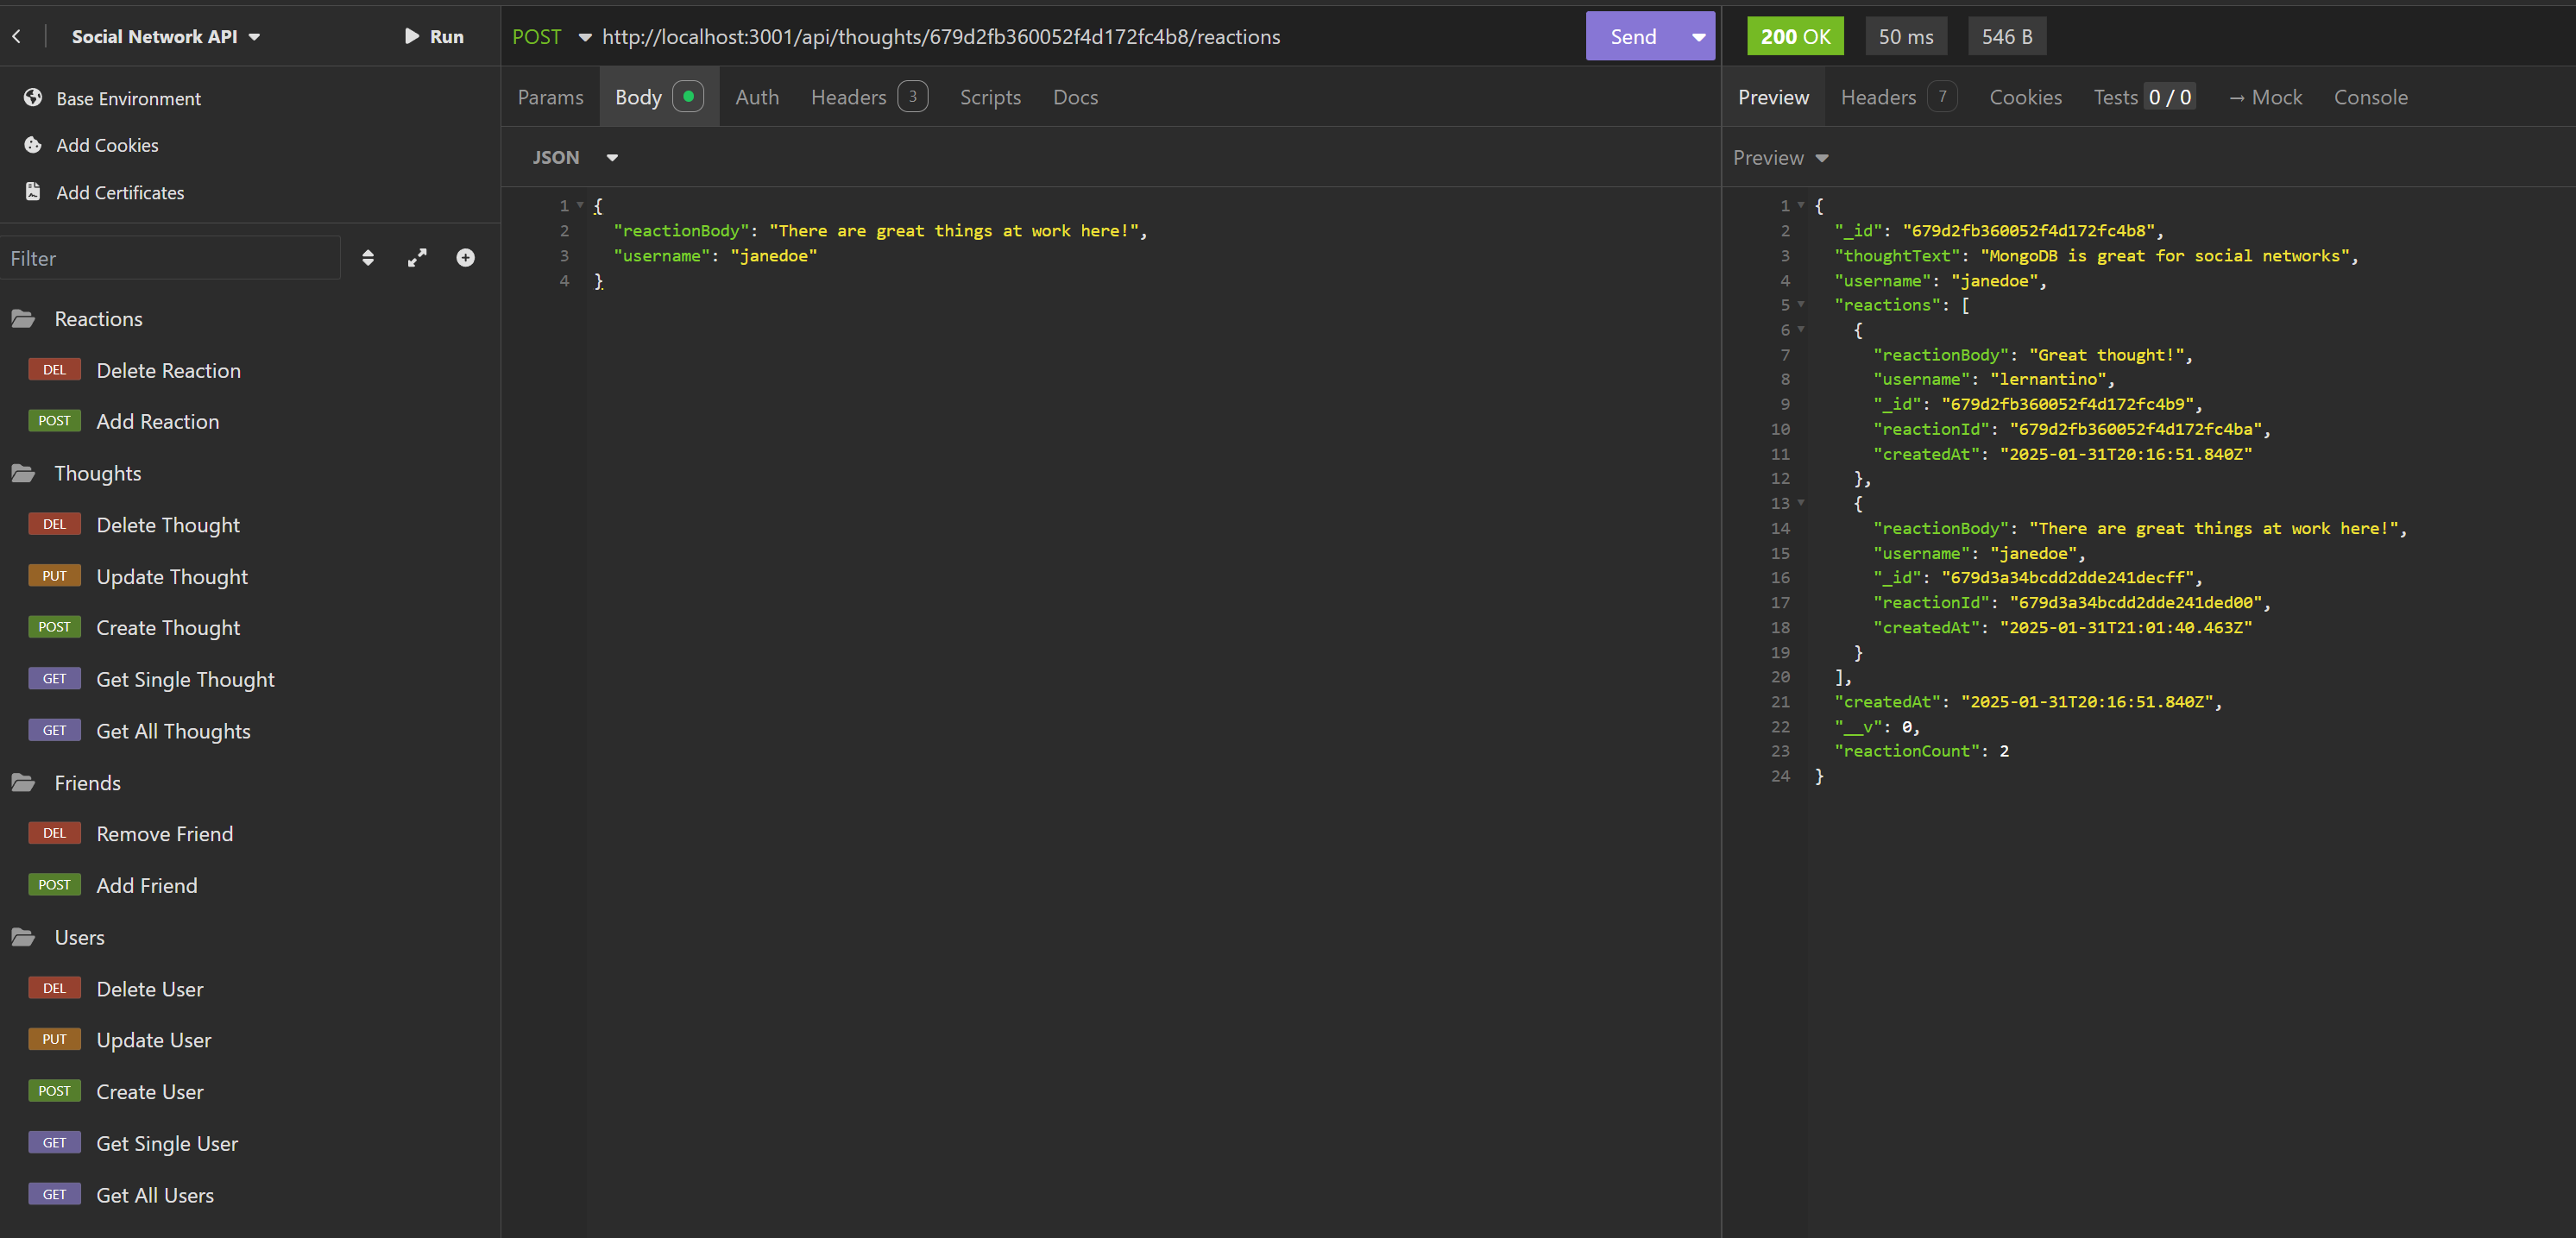 Social Network API
Run
Base Environment
Add Cookies
Add Certificates
Filter
Reactions
DEL Delete Reaction
POST Add Reaction
Thoughts
DEL Delete Thought
PUT Update Thought
POST Create Thought
GET Get Single Thought
GET Get All Thoughts
Friends
DEL Remove Friend
POST Add Friend
Users
DEL Delete User
PUT Update User
POST Create User
GET Get Single User
GET Get All Users
POST http://localhost:3001/api/thoughts/679d2fb360052f4d172fc4b8/reactions Send
Params Body Auth Headers 3 Scripts Docs
JSON
1 {
2 "reactionBody": "There are great things at work here!",
3 "username": "janedoe"
4 }
200 OK 50 ms 546 B
Preview Headers 7 Cookies Tests 0 / 0 → Mock Console
Preview
1 {
2 "_id": "679d2fb360052f4d172fc4b8",
3 "thoughtText": "MongoDB is great for social networks",
4 "username": "janedoe",
5 "reactions": [
6 {
7 "reactionBody": "Great thought!",
8 "username": "lernantino",
9 "_id": "679d2fb360052f4d172fc4b9",
10 "reactionId": "679d2fb360052f4d172fc4ba",
11 "createdAt": "2025-01-31T20:16:51.840Z"
12 },
13 {
14 "reactionBody": "There are great things at work here!",
15 "username": "janedoe",
16 "_id": "679d3a34bcdd2dde241decff",
17 "reactionId": "679d3a34bcdd2dde241ded00",
18 "createdAt": "2025-01-31T21:01:40.463Z"
19 }
20 ],
21 "createdAt": "2025-01-31T20:16:51.840Z",
22 "__v": 0,
23 "reactionCount": 2
24 }